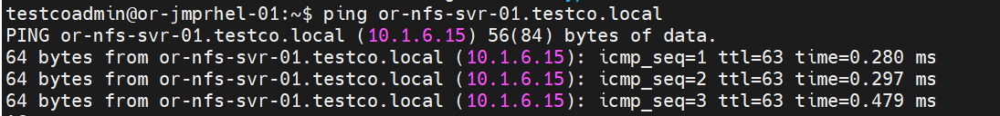 testcoadmin@or-jmprhel-01:~$ ping or-nfs-svr-01.testco.local
PING or-nfs-svr-01.testco.local (10.1.6.15) 56(84) bytes of data.
64 bytes from or-nfs-svr-01.testco.local (10.1.6.15): icmp_seq=1 ttl=63 time=0.280 ms
64 bytes from or-nfs-svr-01.testco.local (10.1.6.15): icmp_seq=2 ttl=63 time=0.297 ms
64 bytes from or-nfs-svr-01.testco.local (10.1.6.15): icmp_seq=3 ttl=63 time=0.479 ms